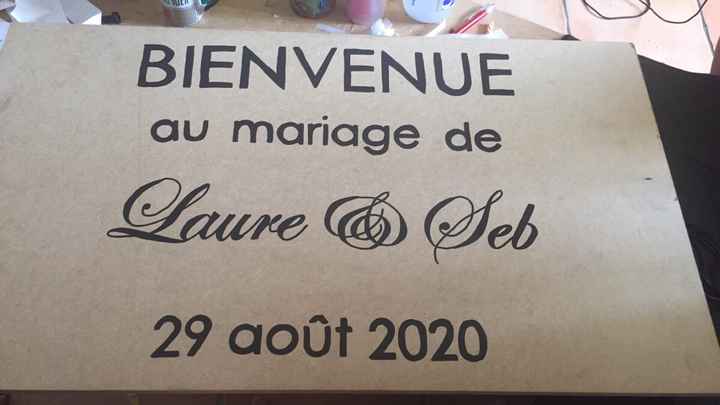 BIENVENUE
au mariage de
Laure & Seb
29 août 2020